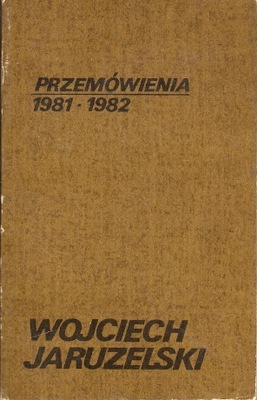 PRZEMÓWIENIA
1981 • 1982
WOJCIECH
JARUZELSKI